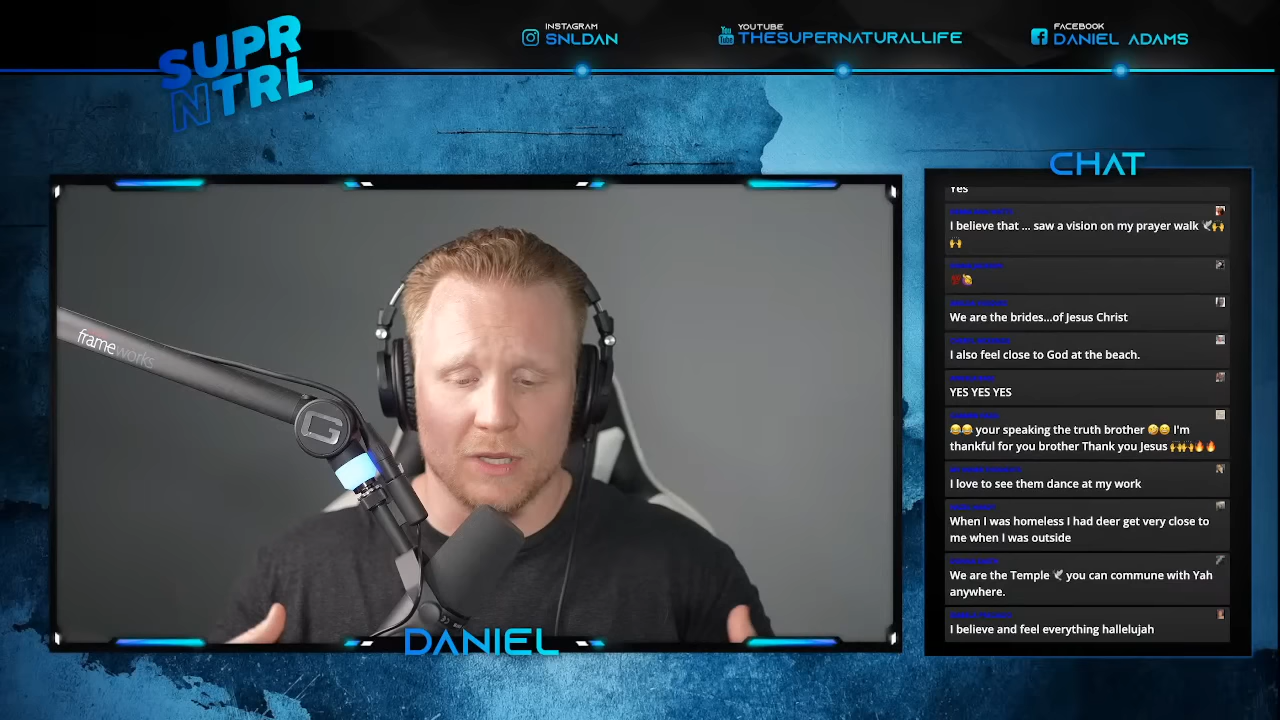 SUPR
NTRL
INSTAGRAM
SNLDAN
YOUTUBE
You
Tube
THESUPERNATURALLIFE
FACEBOOK
DANIEL ADAMS
frameworks
G
DANIEL
CHAT
Yes
I believe that ... saw a vision on my prayer walk 🕊🙌
🙌
We are the brides...of Jesus Christ
I also feel close to God at the beach.
YES YES YES
😂😂 your speaking the truth brother 🤣😄 I'm
thankful for you brother Thank you Jesus 🙌🙌🔥🔥
I love to see them dance at my work
When I was homeless I had deer get very close to
me when I was outside
We are the Temple 🕊 you can commune with Yah
anywhere.
I believe and feel everything hallelujah